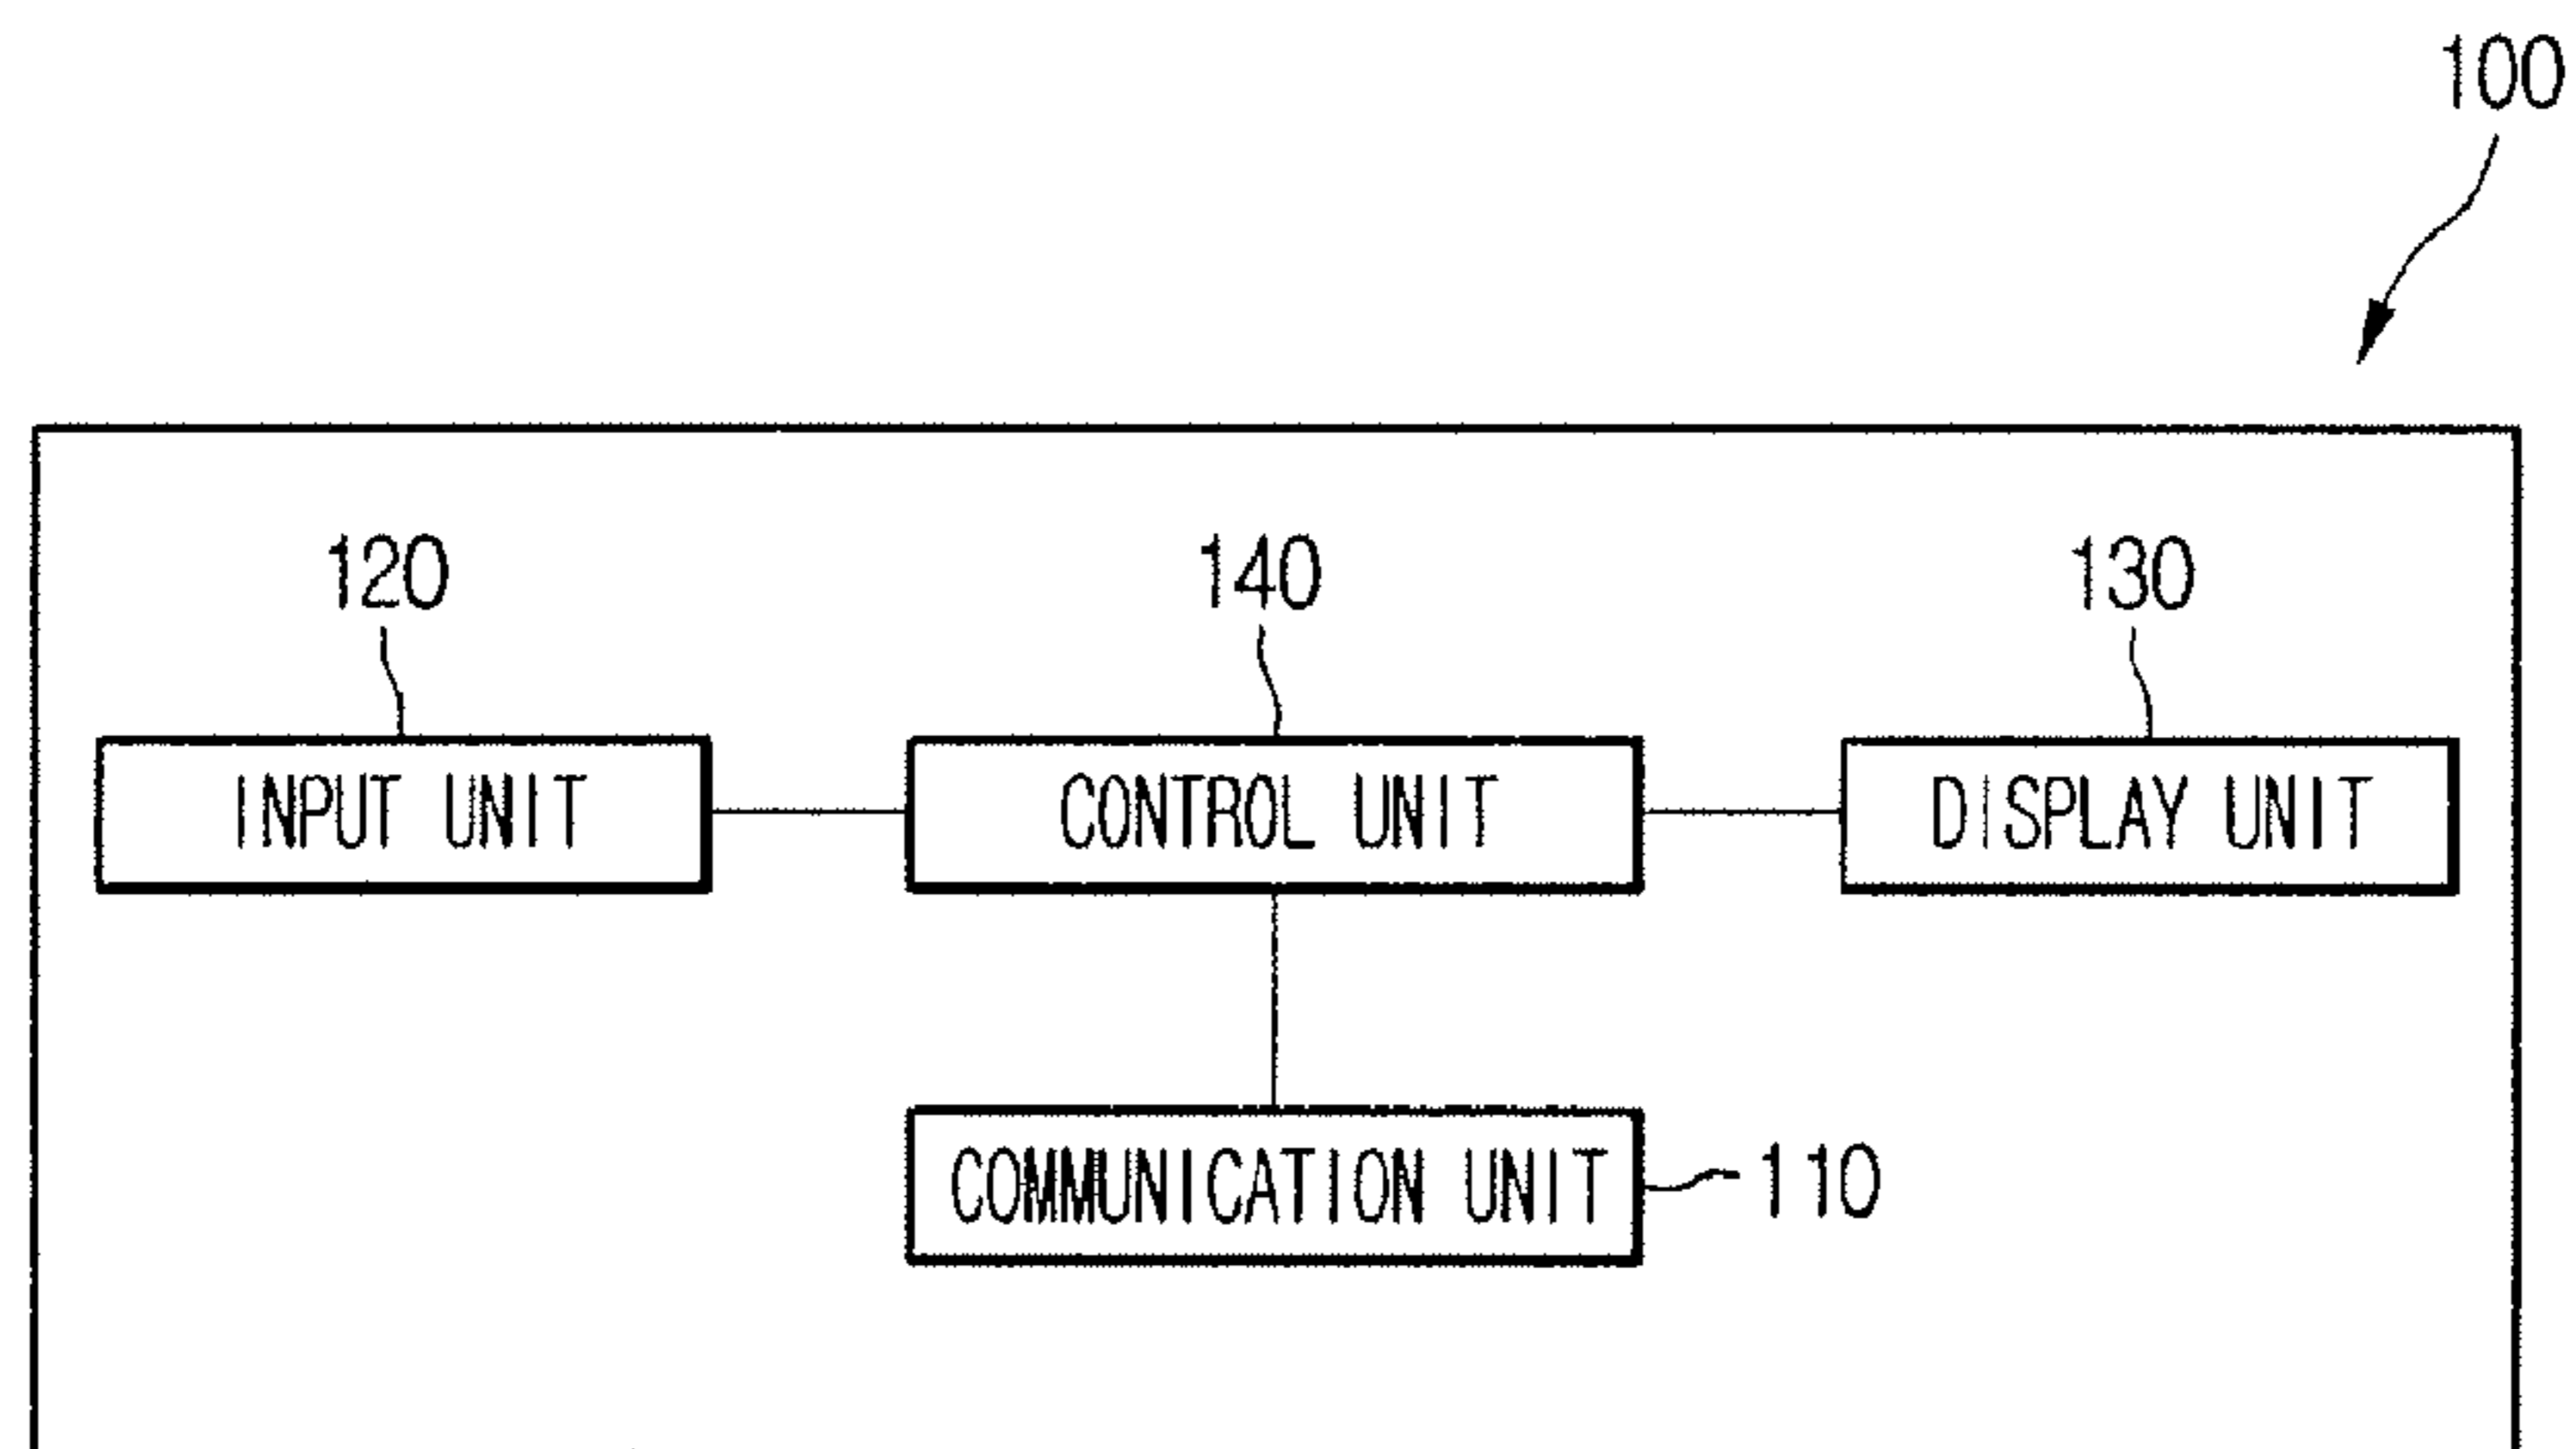 100
120 140 130
INPUT UNIT CONTROL UNIT DISPLAY UNIT
COMMUNICATION UNIT 110